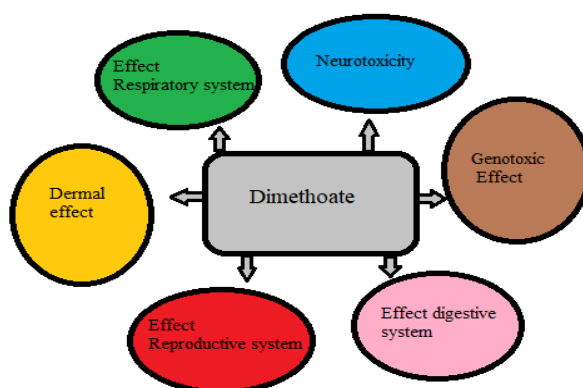 Effect
Respiratory system
Neurotoxicity
Genotoxic
Effect
Dermal
effect
Dimethoate
Effect
Reproductive system
Effect digestive
system